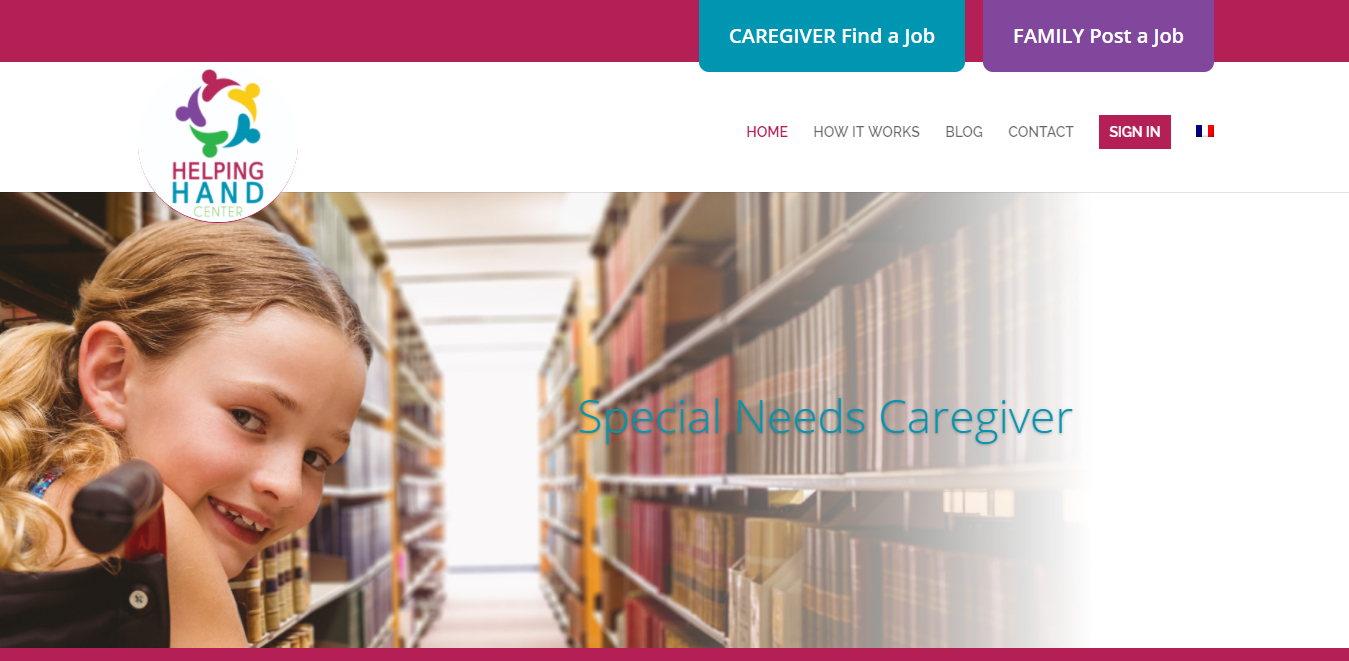 CAREGIVER Find a Job
FAMILY Post a Job
HELPING
HAND
CENTER
HOME
HOW IT WORKS
BLOG
CONTACT
SIGN IN
Special Needs Caregiver